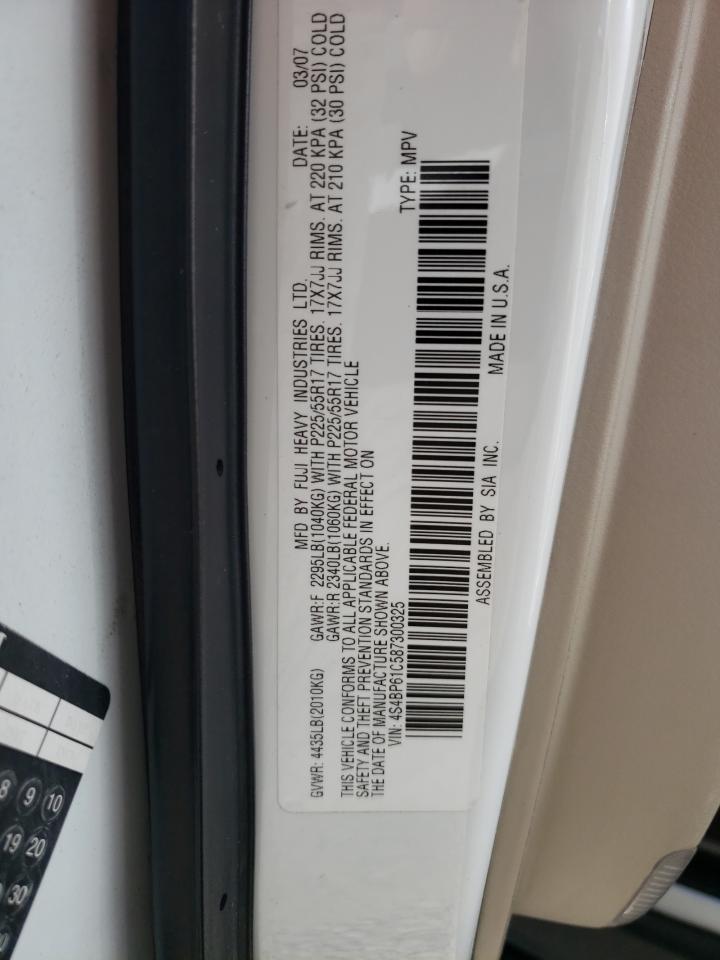 MFD BY FUJI HEAVY INDUSTRIES LTD. DATE: 03/07
GVWR: 4435LB(2010KG) GAWR:F 2295LB(1040KG) WITH P225/55R17 TIRES. 17X7JJ RIMS. AT 220 KPA (32 PSI) COLD
GAWR:R 2340LB(1060KG) WITH P225/55R17 TIRES. 17X7JJ RIMS. AT 210 KPA (30 PSI) COLD
THIS VEHICLE CONFORMS TO ALL APPLICABLE FEDERAL MOTOR VEHICLE
SAFETY AND THEFT PREVENTION STANDARDS IN EFFECT ON
THE DATE OF MANUFACTURE SHOWN ABOVE.
VIN: 4S4BP61C587300325 TYPE: MPV
ASSEMBLED BY SIA INC. MADE IN U.S.A.
8 9 10
19 20
30